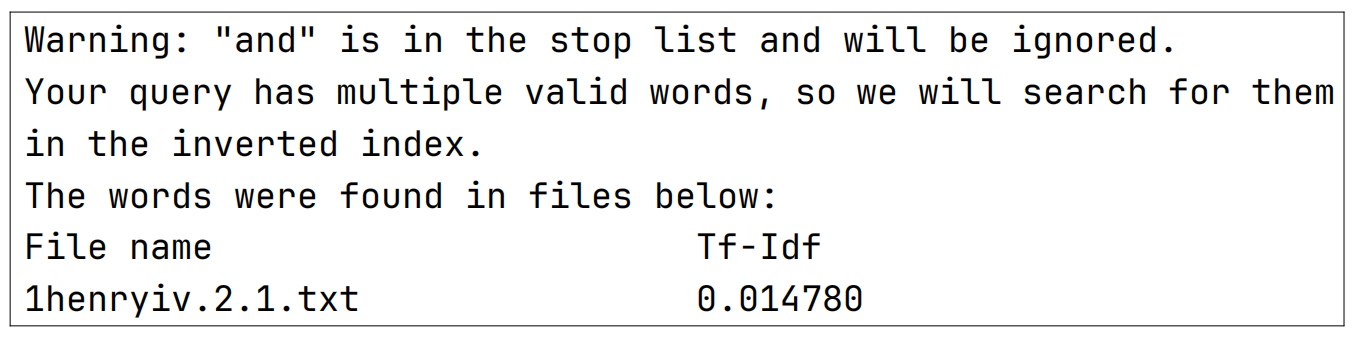 Warning: "and" is in the stop list and will be ignored.
Your query has multiple valid words, so we will search for them
in the inverted index.
The words were found in files below:
File name Tf-Idf
1henryiv.2.1.txt 0.014780